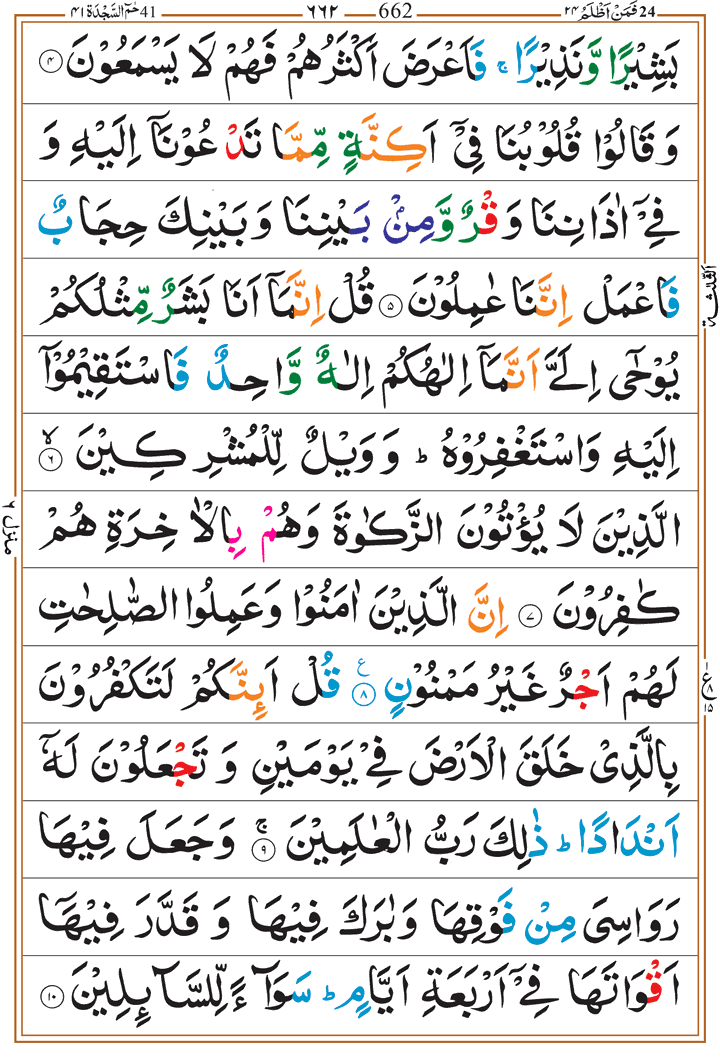 فَمَنْ اَظْلَمُ ٢٤ 24 662 ٦٦٢ حٰمٓ السَّجْدَة ٤١ 41
بَشِيْرًا وَّنَذِيْرًا ۚ فَاَعْرَضَ اَكْثَرُهُمْ فَهُمْ لَا يَسْمَعُوْنَ ٤
وَ قَالُوْا قُلُوْبُنَا فِيْۤ اَكِنَّةٍ مِّمَّا تَدْعُوْنَاۤ اِلَيْهِ وَ
فِيْۤ اٰذَانِنَا وَقْرٌ وَّمِنْۢ بَيْنِنَا وَبَيْنِكَ حِجَابٌ
فَاعْمَلْ اِنَّنَا عٰمِلُوْنَ ٥ قُلْ اِنَّمَاۤ اَنَا بَشَرٌ مِّثْلُكُمْ
يُوْحٰۤى اِلَيَّ اَنَّمَاۤ اِلٰهُكُمْ اِلٰهٌ وَّاحِدٌ فَاسْتَقِيْمُوْۤا
اِلَيْهِ وَاسْتَغْفِرُوْهُ ؕ وَوَيْلٌ لِّلْمُشْرِكِيْنَ ۙ ٦
الَّذِيْنَ لَا يُؤْتُوْنَ الزَّكٰوةَ وَهُمْ بِالْاٰخِرَةِ هُمْ
كٰفِرُوْنَ ٧ اِنَّ الَّذِيْنَ اٰمَنُوْا وَعَمِلُوا الصّٰلِحٰتِ
لَهُمْ اَجْرٌ غَيْرُ مَمْنُوْنٍ ٨ ع قُلْ اَئِنَّكُمْ لَتَكْفُرُوْنَ
بِالَّذِيْ خَلَقَ الْاَرْضَ فِيْ يَوْمَيْنِ وَ تَجْعَلُوْنَ لَهٗۤ
اَنْدَادًا ؕ ذٰلِكَ رَبُّ الْعٰلَمِيْنَ ۚ ٩ وَجَعَلَ فِيْهَا
رَوَاسِيَ مِنْ فَوْقِهَا وَبٰرَكَ فِيْهَا وَ قَدَّرَ فِيْهَاۤ
اَقْوَاتَهَا فِيْۤ اَرْبَعَةِ اَيَّامٍ ؕ سَوَآءً لِّلسَّآئِلِيْنَ ١٠
الثلثة
ع ٨ ١٥
منزل ٦